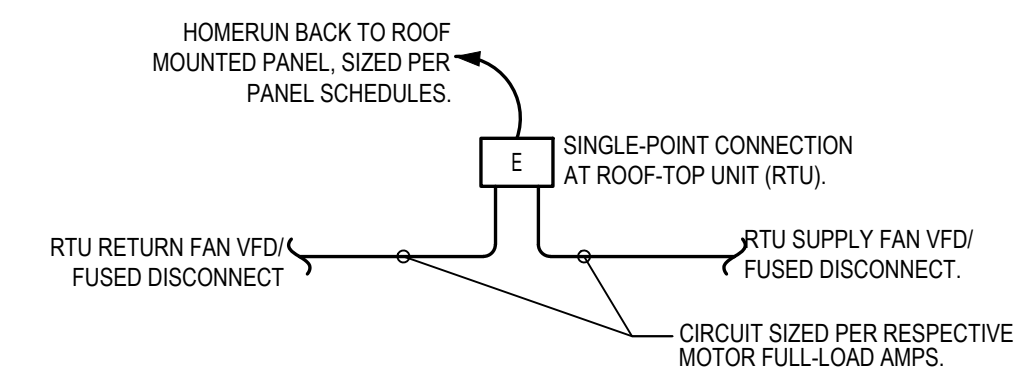 HOMERUN BACK TO ROOF
MOUNTED PANEL, SIZED PER
PANEL SCHEDULES.
E
SINGLE-POINT CONNECTION
AT ROOF-TOP UNIT (RTU).
RTU RETURN FAN VFD/
FUSED DISCONNECT
RTU SUPPLY FAN VFD/
FUSED DISCONNECT.
CIRCUIT SIZED PER RESPECTIVE
MOTOR FULL-LOAD AMPS.